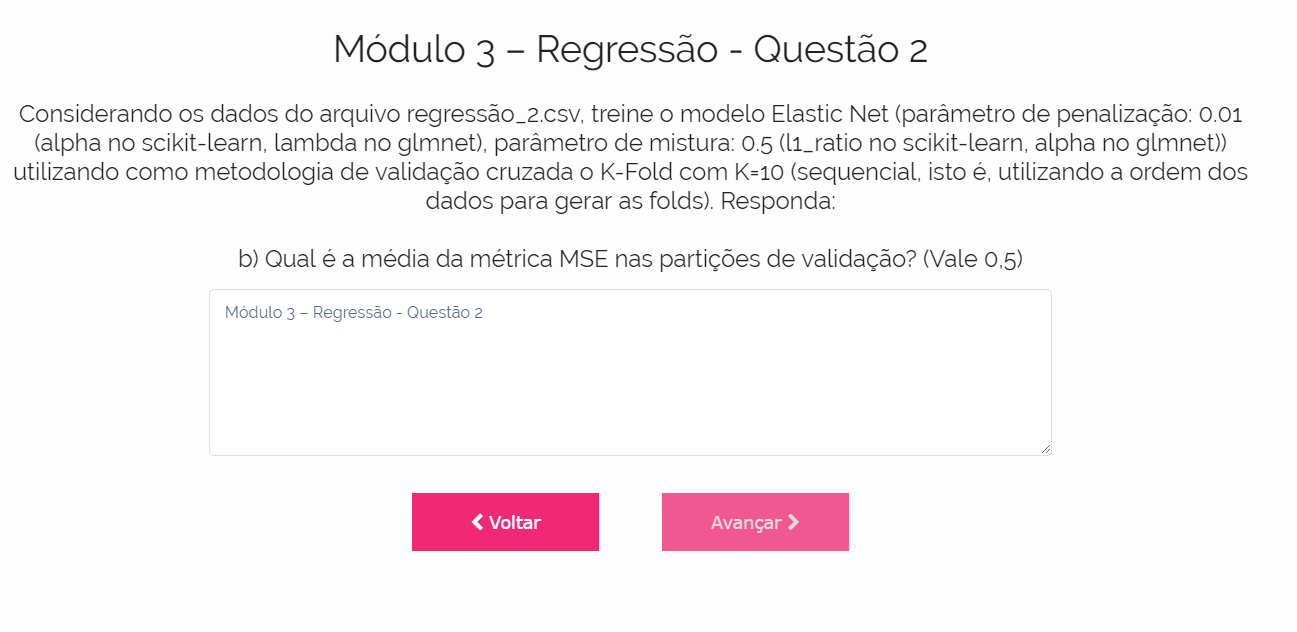 Módulo 3 – Regressão - Questão 2
Considerando os dados do arquivo regressão_2.csv, treine o modelo Elastic Net (parâmetro de penalização: 0.01
(alpha no scikit-learn, lambda no glmnet), parâmetro de mistura: 0.5 (l1_ratio no scikit-learn, alpha no glmnet))
utilizando como metodologia de validação cruzada o K-Fold com K=10 (sequencial, isto é, utilizando a ordem dos
dados para gerar as folds). Responda:
b) Qual é a média da métrica MSE nas partições de validação? (Vale 0,5)
Módulo 3 – Regressão - Questão 2
Voltar
Avançar